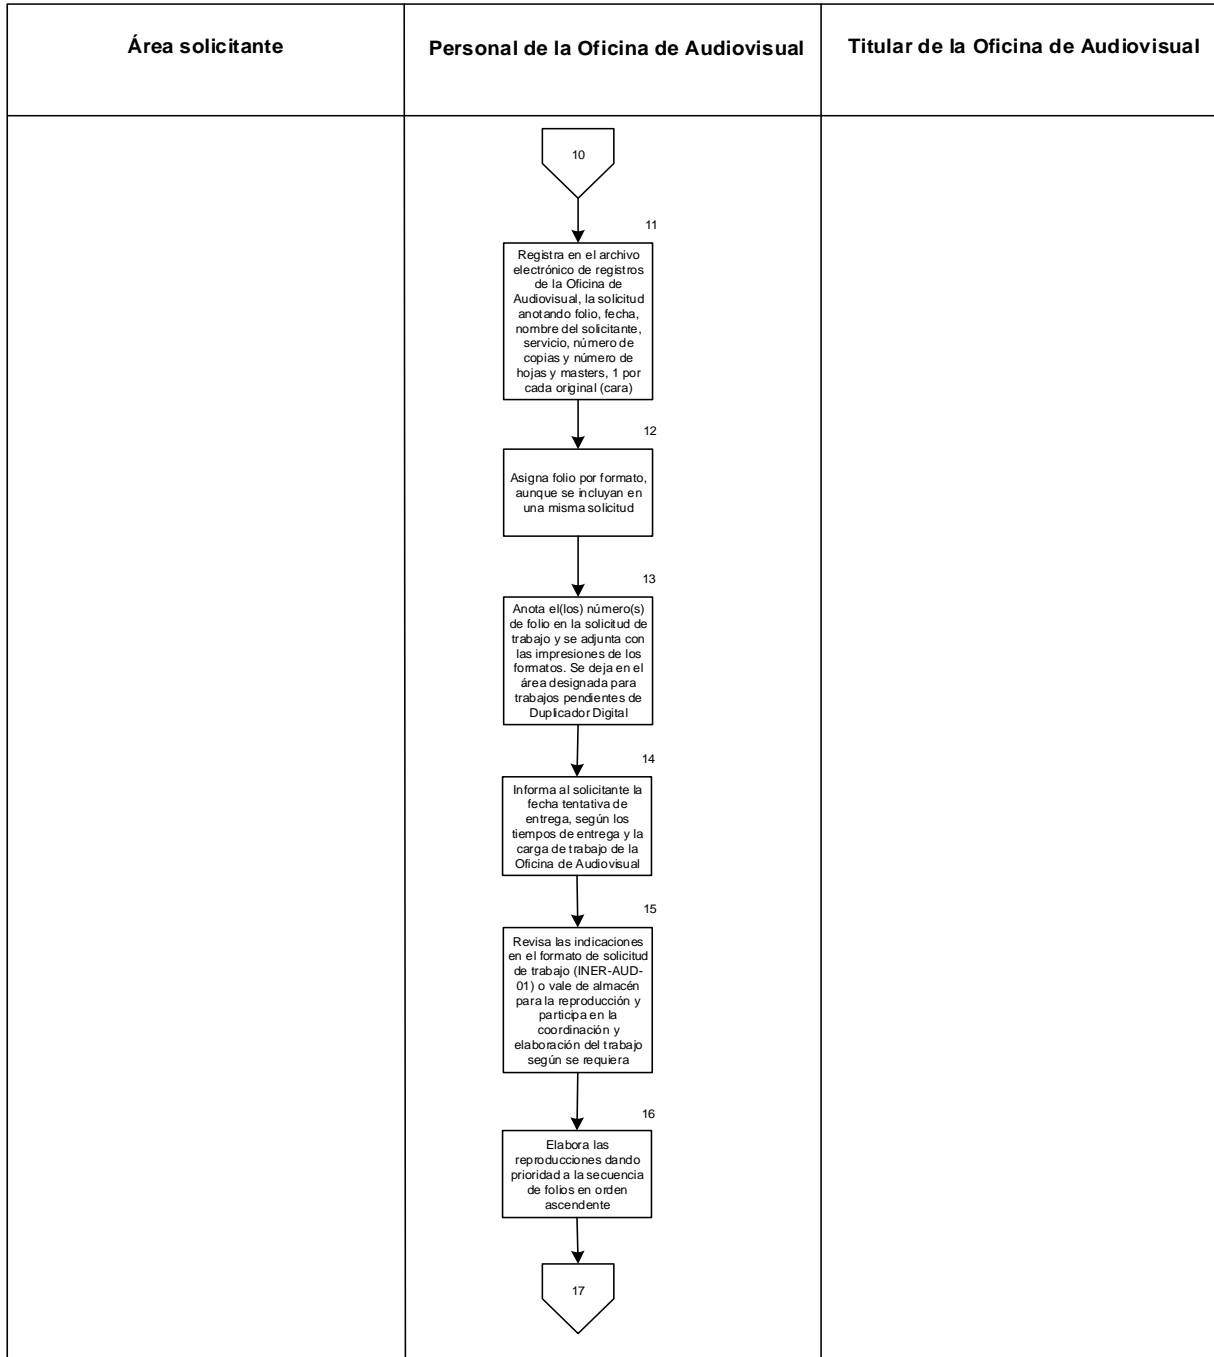 Área solicitante
Personal de la Oficina de Audiovisual
Titular de la Oficina de Audiovisual
10
11
Registra en el archivo
electrónico de registros
de la Oficina de
Audiovisual, la solicitud
anotando folio, fecha,
nombre del solicitante,
servicio, número de
copias y número de
hojas y masters, 1 por
cada original (cara)
12
Asigna folio por formato,
aunque se incluyan en
una misma solicitud
13
Anota el(los) número(s)
de folio en la solicitud de
trabajo y se adjunta con
las impresiones de los
formatos. Se deja en el
área designada para
trabajos pendientes de
Duplicador Digital
14
Informa al solicitante la
fecha tentativa de
entrega, según los
tiempos de entrega y la
carga de trabajo de la
Oficina de Audiovisual
15
Revisa las indicaciones
en el formato de solicitud
de trabajo (INER-AUD-
01) o vale de almacén
para la reproducción y
participa en la
coordinación y
elaboración del trabajo
según se requiera
16
Elabora las
reproducciones dando
prioridad a la secuencia
de folios en orden
ascendente
17